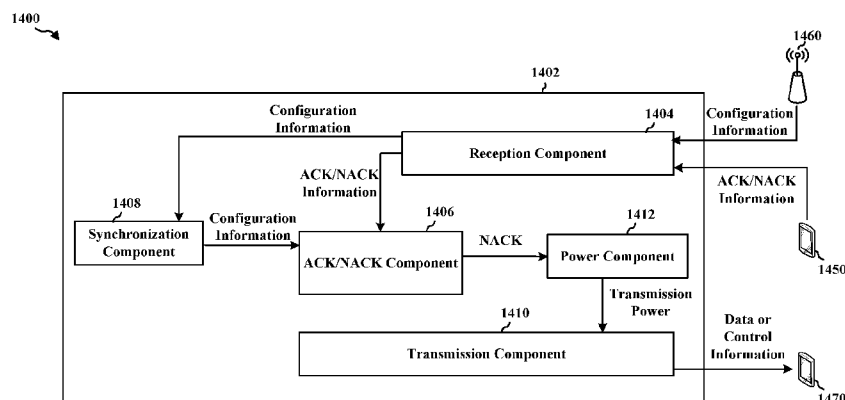 1400
1460
1402
Configuration
Information
1404
Configuration
Information
Reception Component
ACK/NACK
Information
ACK/NACK
Information
1408
Configuration
Information
1406
1412
Synchronization
Component
NACK
ACK/NACK Component
Power Component
1450
Transmission
Power
1410
Data or
Control
Information
Transmission Component
1470